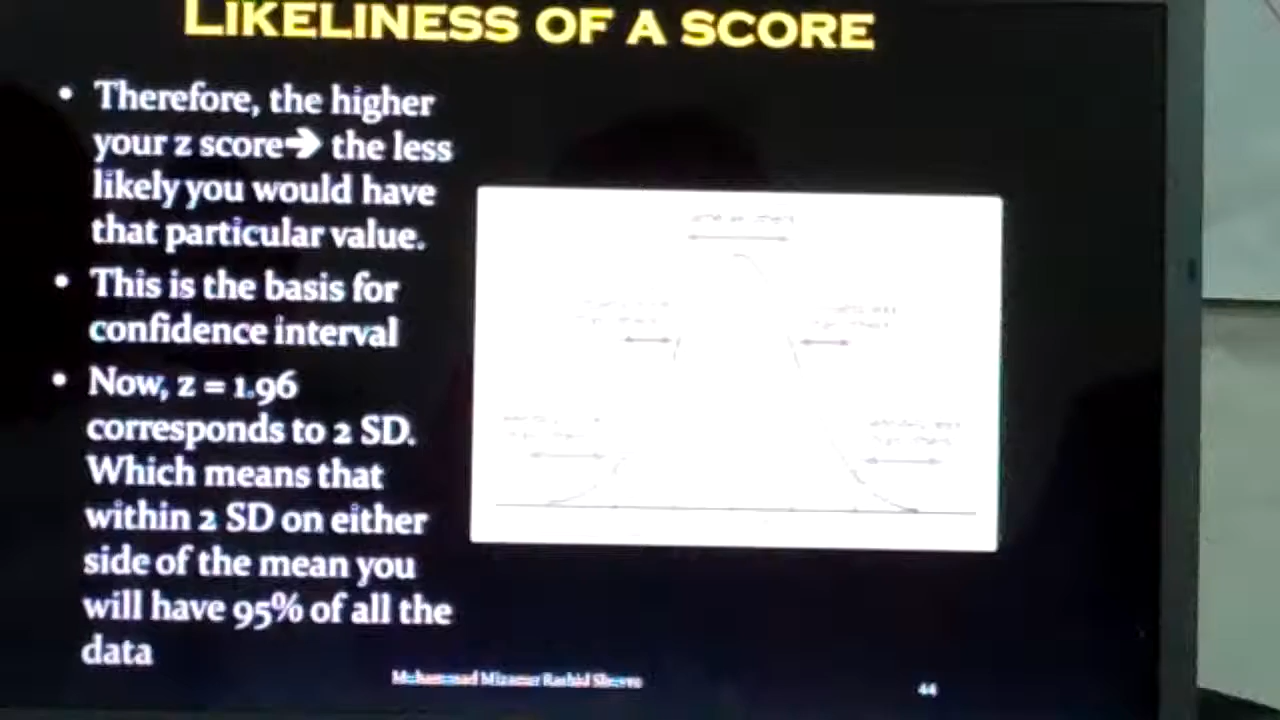 LIKELINESS OF A SCORE
• Therefore, the higher
your z score➔ the less
likely you would have
that particular value.
• This is the basis for
confidence interval
• Now, z = 1.96
corresponds to 2 SD.
Which means that
within 2 SD on either
side of the mean you
will have 95% of all the
data
Rashid
44